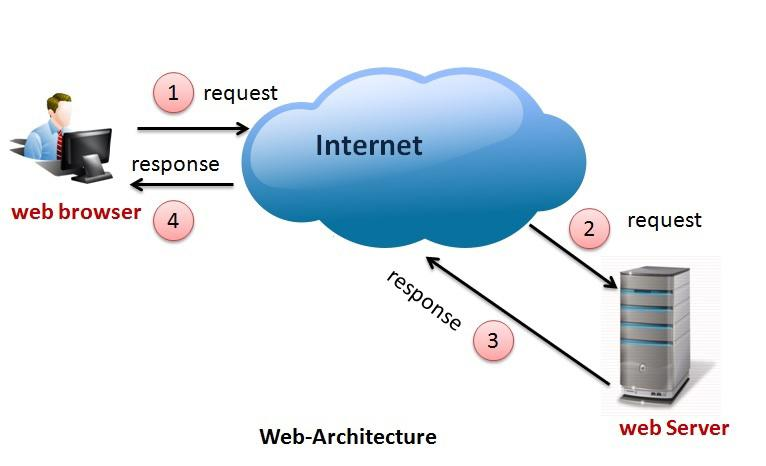 1 request
Internet
response
web browser
4
2 request
response
3
web Server
Web-Architecture